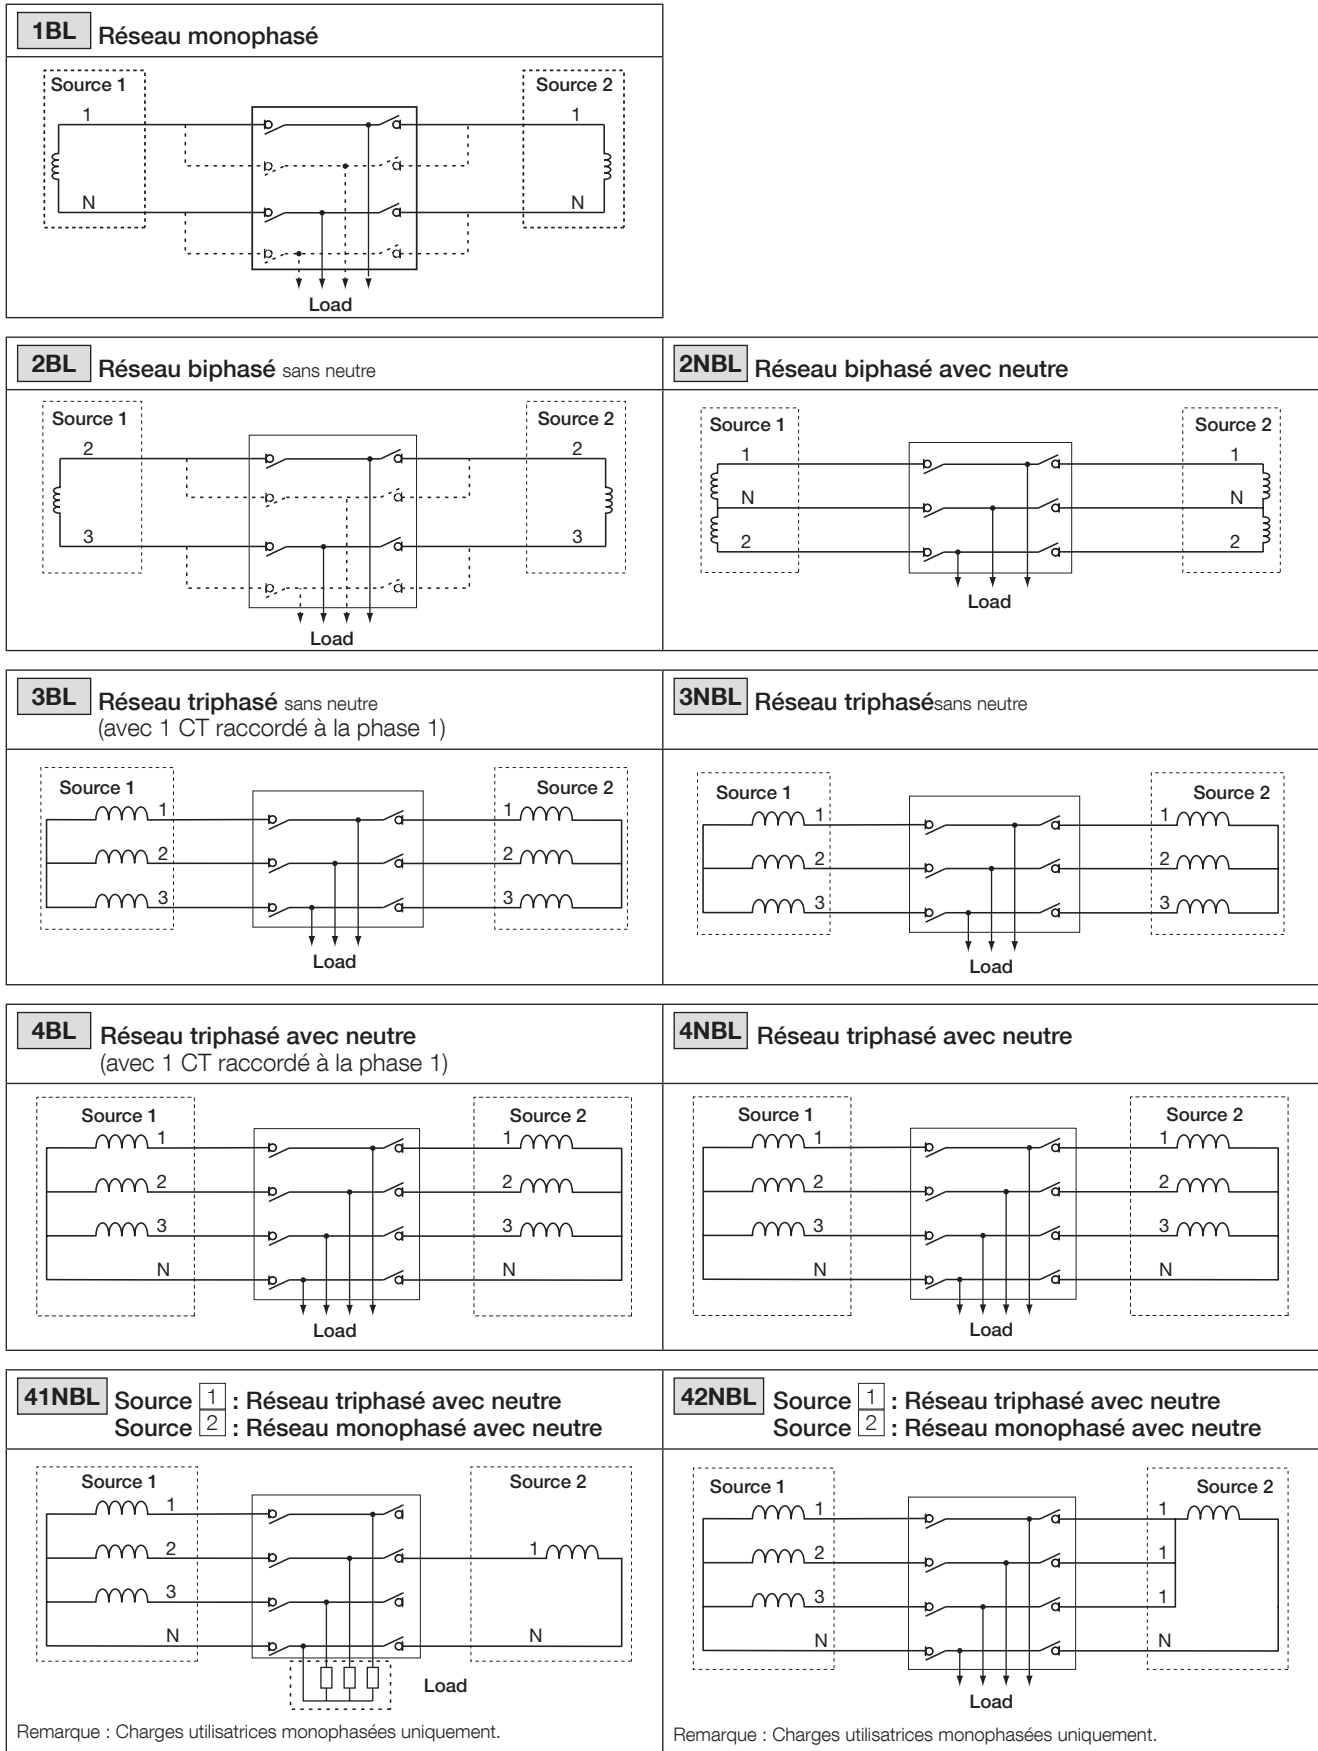 1BL Réseau monophasé
Source 1 Source 2
1 1
N N
Load
2BL Réseau biphasé sans neutre
Source 1 Source 2
2 2
3 3
Load
2NBL Réseau biphasé avec neutre
Source 1 Source 2
1 1
N N
2 2
Load
3BL Réseau triphasé sans neutre
(avec 1 CT raccordé à la phase 1)
Source 1 Source 2
1 1
2 2
3 3
Load
3NBL Réseau triphasésans neutre
Source 1 Source 2
1 1
2 2
3 3
Load
4BL Réseau triphasé avec neutre
(avec 1 CT raccordé à la phase 1)
Source 1 Source 2
1 1
2 2
3 3
N N
Load
4NBL Réseau triphasé avec neutre
Source 1 Source 2
1 1
2 2
3 3
N N
Load
41NBL Source 1 : Réseau triphasé avec neutre
Source 2 : Réseau monophasé avec neutre
Source 1 Source 2
1
2 1
3
N N
Load
Remarque : Charges utilisatrices monophasées uniquement.
42NBL Source 1 : Réseau triphasé avec neutre
Source 2 : Réseau monophasé avec neutre
Source 1 Source 2
1 1
2 1
3 1
N N
Load
Remarque : Charges utilisatrices monophasées uniquement.